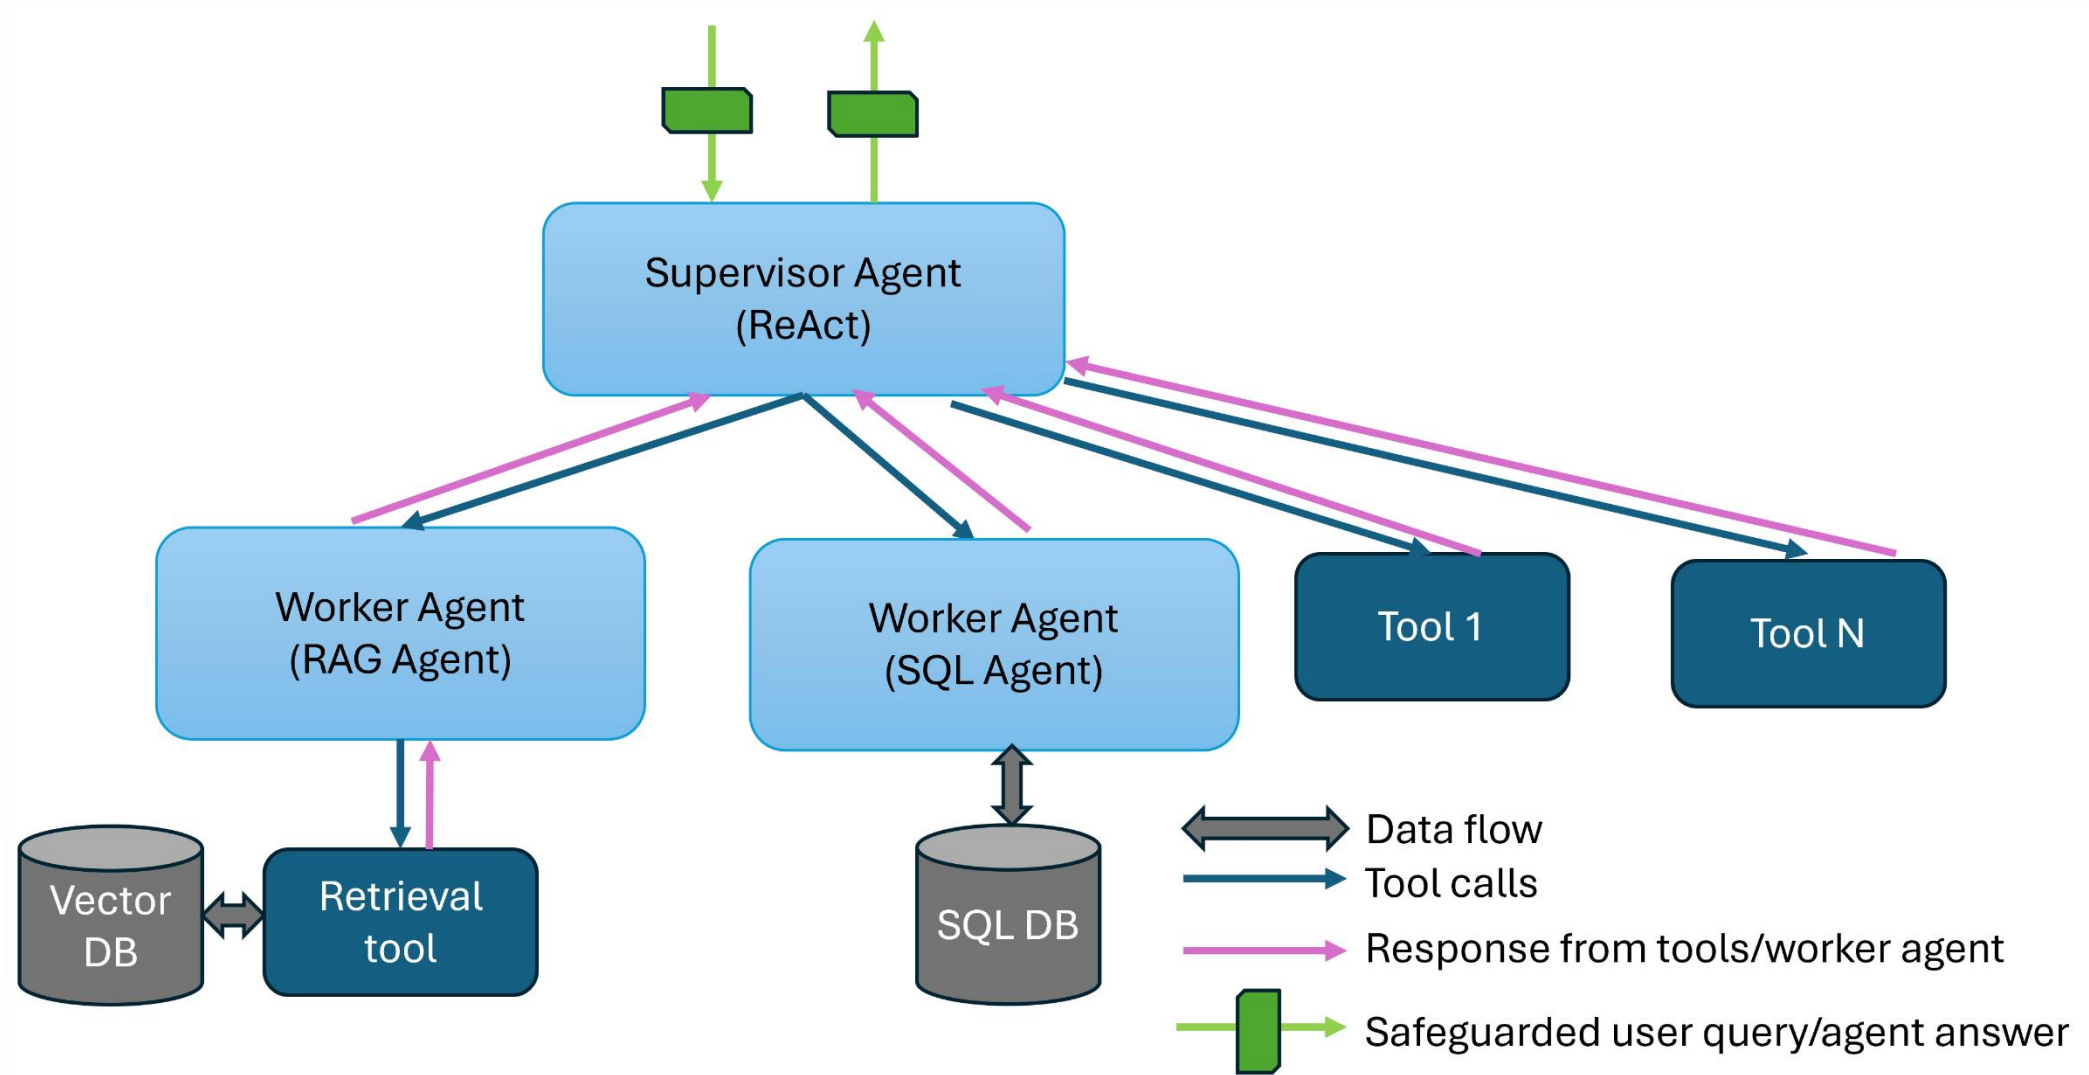 Supervisor Agent
(ReAct)
Worker Agent
(RAG Agent)
Worker Agent
(SQL Agent)
Tool 1
Tool N
Vector
DB
Retrieval
tool
SQL DB
Data flow
Tool calls
Response from tools/worker agent
Safeguarded user query/agent answer